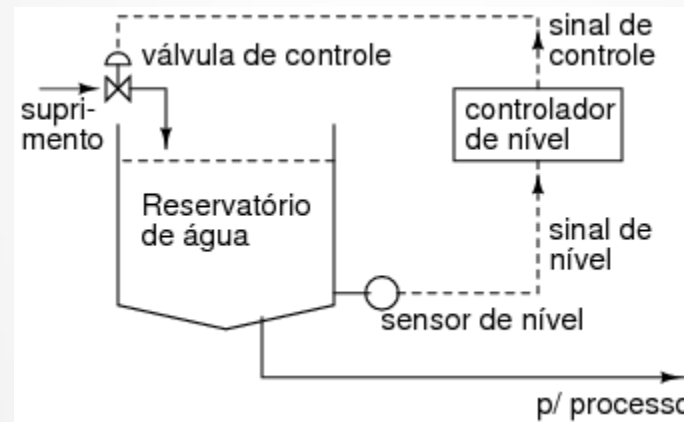 sinal de
controle
válvula de controle
supri-
mento
controlador
de nível
Reservatório
de água
sinal de
nível
sensor de nível
p/ processo